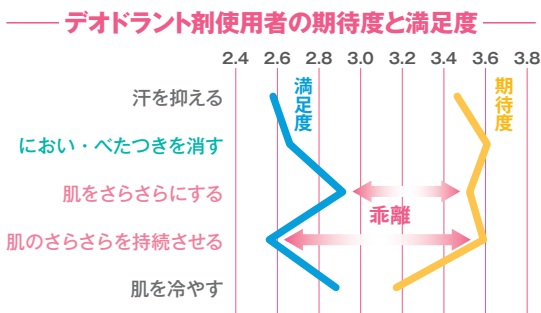 デオドラント剤使用者の期待度と満足度
2.4 2.6 2.8 3.0 3.2 3.4 3.6 3.8
満足度
期待度
汗を抑える
におい・べたつきを消す
肌をさらさらにする
乖離
肌のさらさらを持続させる
肌を冷やす